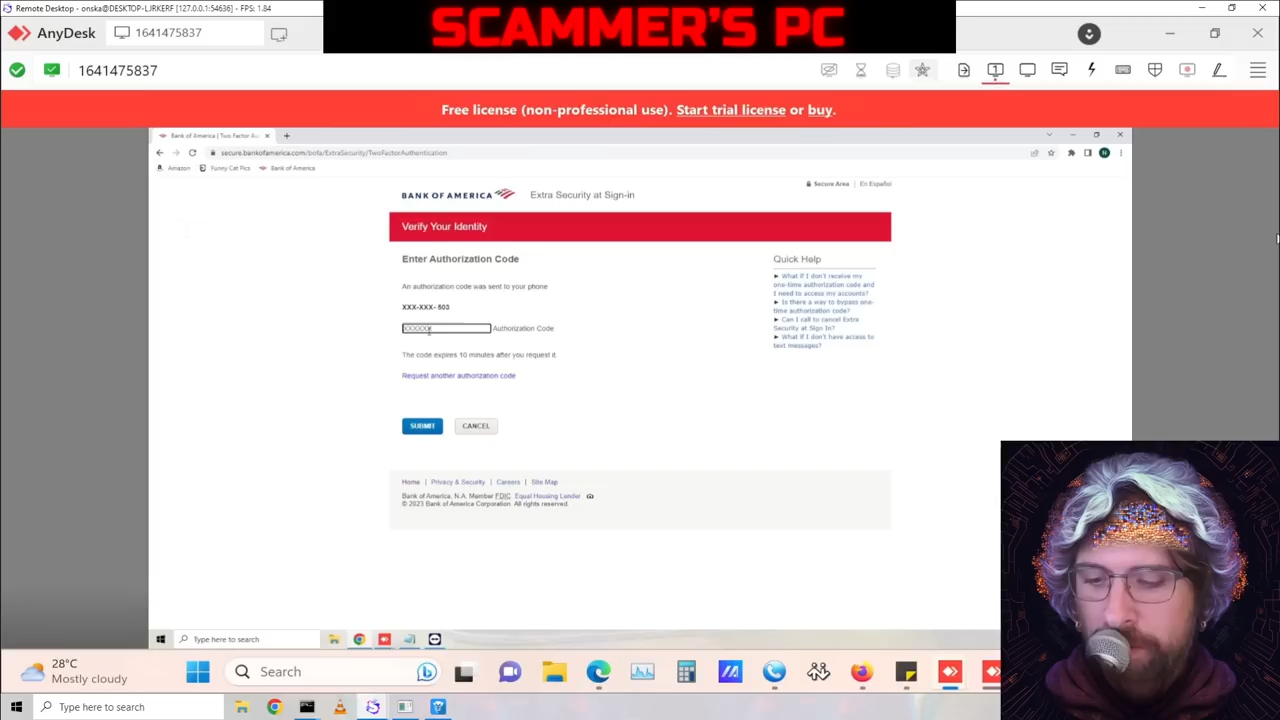 Remote Desktop - onska@DESKTOP-LJRKERF - [127.0.0.1:54636] - FPS: 1.84
SCAMMER'S PC
AnyDesk
1641475837
1641475837
Free license (non-professional use). Start trial license or buy.
Bank of America | Two Factor Au
secure.bankofamerica.com/bofa/ExtraSecurity/TwoFactorAuthentication
N
Amazon
Funny Cat Pics
Bank of America
Secure Area | En Español
BANK OF AMERICA
Extra Security at Sign-in
Verify Your Identity
Enter Authorization Code
An authorization code was sent to your phone
XXX-XXX- 503
XXXXXX
Authorization Code
The code expires 10 minutes after you request it.
Request another authorization code
SUBMIT
CANCEL
Quick Help
What if I don't receive my
one-time authorization code and
I need to access my accounts?
Is there a way to bypass one-
time authorization code?
Can I call to cancel Extra
Security at Sign In?
What if I don't have access to
text messages?
Home | Privacy & Security | Careers | Site Map
Bank of America, N.A. Member FDIC Equal Housing Lender
© 2023 Bank of America Corporation. All rights reserved.
Type here to search
28°C
Mostly cloudy
Search
Type here to search